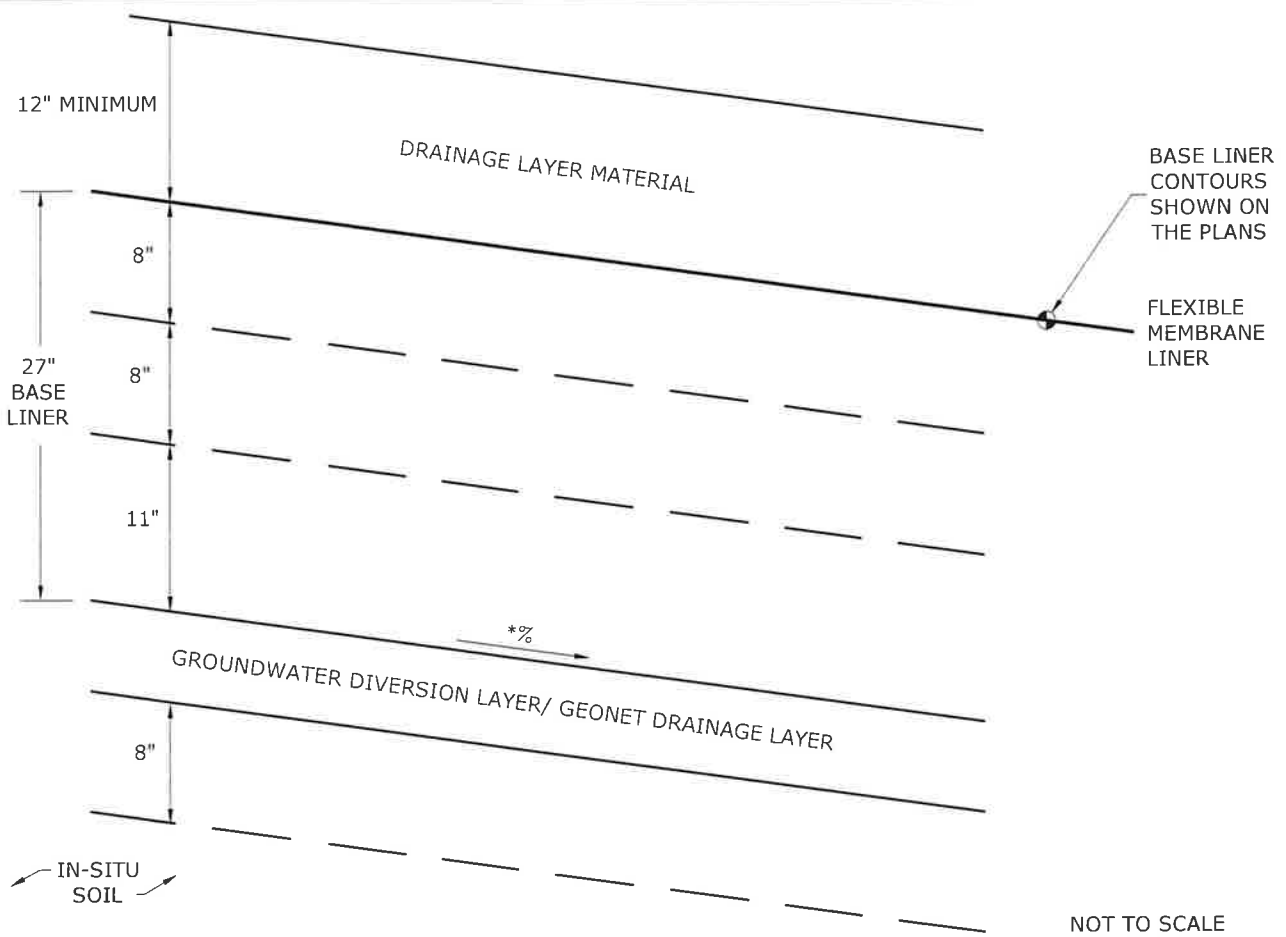 12" MINIMUM
DRAINAGE LAYER MATERIAL
BASE LINER
CONTOURS
SHOWN ON
THE PLANS
8"
FLEXIBLE
MEMBRANE
LINER
27"
BASE
LINER
8"
11"
*%
GROUNDWATER DIVERSION LAYER/ GEONET DRAINAGE LAYER
8"
IN-SITU
SOIL
NOT TO SCALE